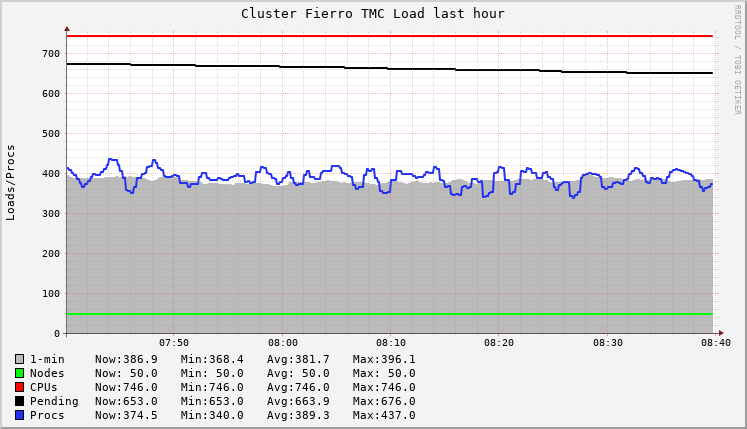 Cluster Fierro TMC Load last hour
RRDTOOL / TOBI OETIKER
Loads/Procs
700
600
500
400
300
200
100
0
07:50 08:00 08:10 08:20 08:30 08:40
1-min Now:386.9 Min:368.4 Avg:381.7 Max:396.1
Nodes Now: 50.0 Min: 50.0 Avg: 50.0 Max: 50.0
CPUs Now:746.0 Min:746.0 Avg:746.0 Max:746.0
Pending Now:653.0 Min:653.0 Avg:663.9 Max:676.0
Procs Now:374.5 Min:340.0 Avg:389.3 Max:437.0